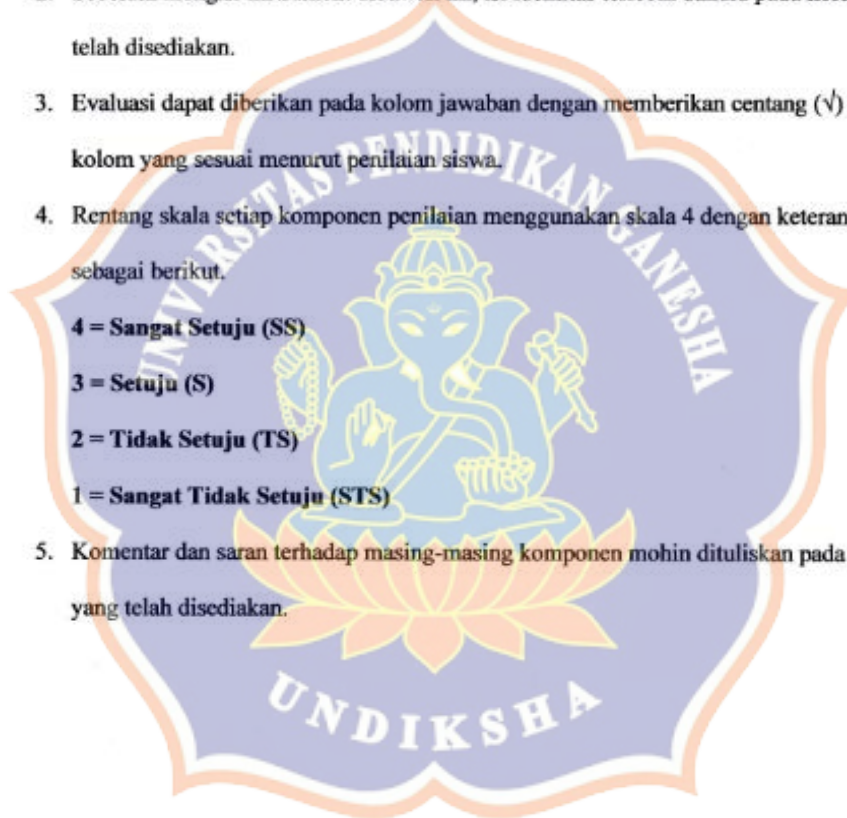 telah disediakan.
3. Evaluasi dapat diberikan pada kolom jawaban dengan memberikan centang (√)
kolom yang sesuai menurut penilaian siswa.
4. Rentang skala setiap komponen penilaian menggunakan skala 4 dengan keteran
sebagai berikut.
4 = Sangat Setuju (SS)
3 = Setuju (S)
2 = Tidak Setuju (TS)
1 = Sangat Tidak Setuju (STS)
5. Komentar dan saran terhadap masing-masing komponen mohin dituliskan pada
yang telah disediakan.
UNIVERSITAS PENDIDIKAN GANESHA
UNDIKSHA